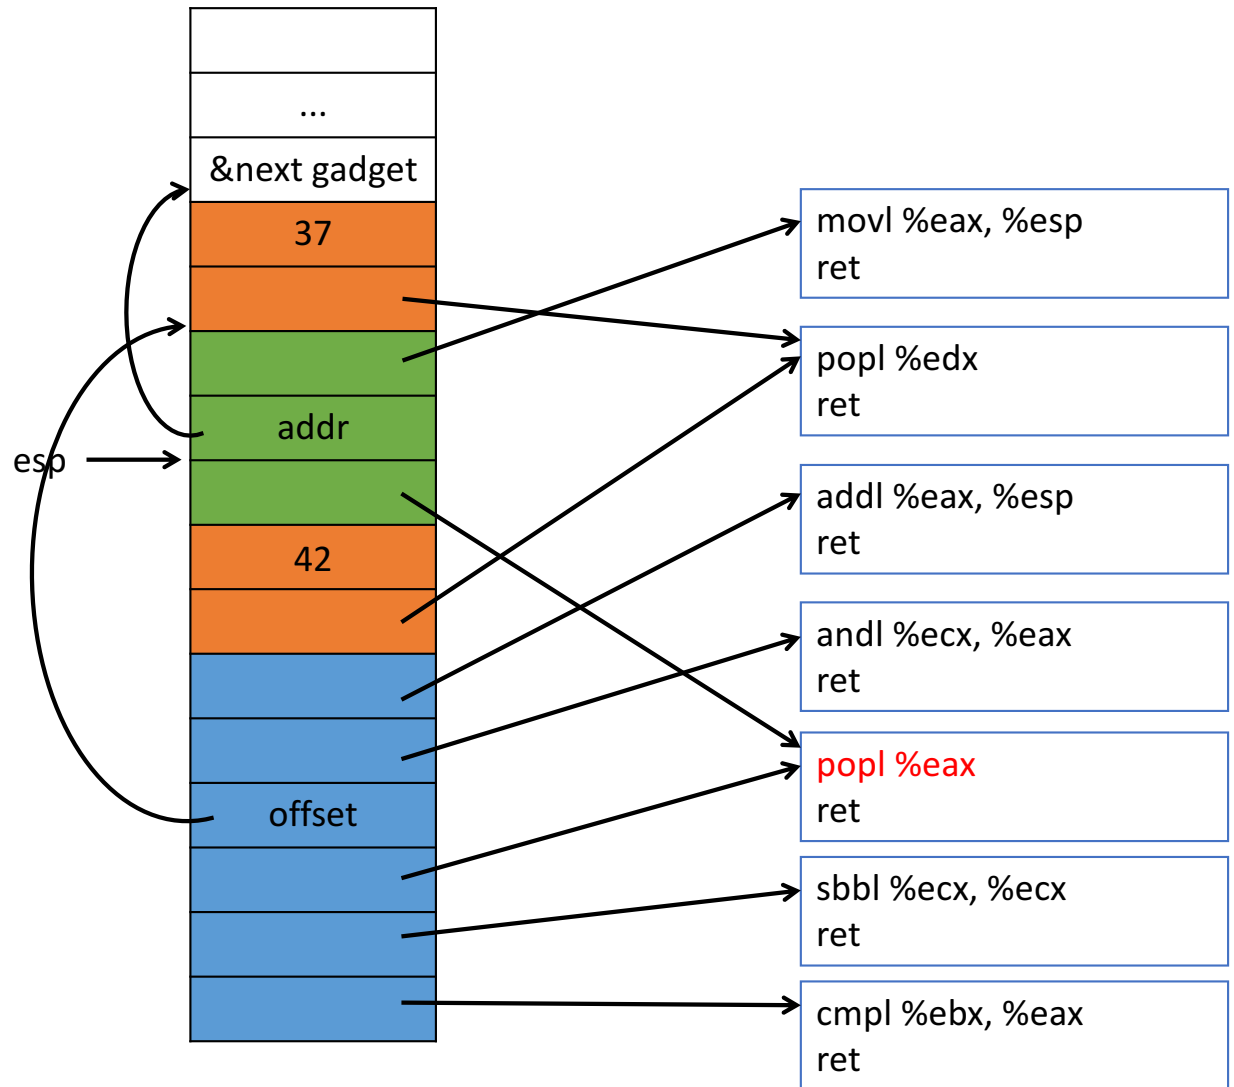 ...
&next gadget
37
addr
esp
42
offset
movl %eax, %esp
ret
popl %edx
ret
addl %eax, %esp
ret
andl %ecx, %eax
ret
popl %eax
ret
sbbl %ecx, %ecx
ret
cmpl %ebx, %eax
ret